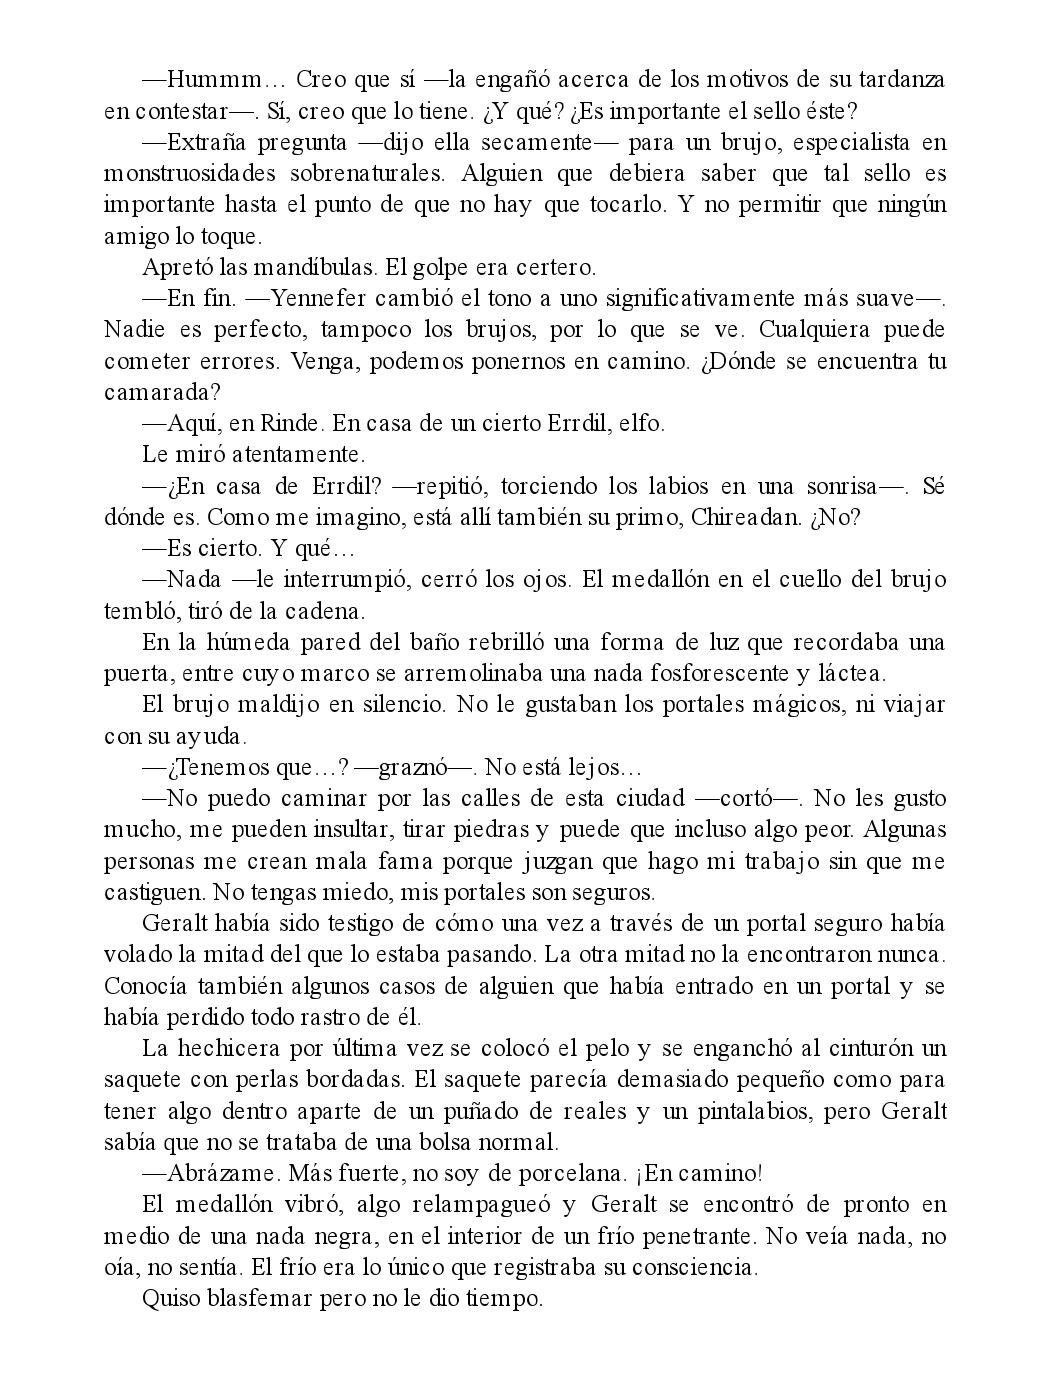 —Hummm… Creo que sí —la engañó acerca de los motivos de su tardanza
en contestar—. Sí, creo que lo tiene. ¿Y qué? ¿Es importante el sello éste?
—Extraña pregunta —dijo ella secamente— para un brujo, especialista en
monstruosidades sobrenaturales. Alguien que debiera saber que tal sello es
importante hasta el punto de que no hay que tocarlo. Y no permitir que ningún
amigo lo toque.
Apretó las mandíbulas. El golpe era certero.
—En fin. —Yennefer cambió el tono a uno significativamente más suave—.
Nadie es perfecto, tampoco los brujos, por lo que se ve. Cualquiera puede
cometer errores. Venga, podemos ponernos en camino. ¿Dónde se encuentra tu
camarada?
—Aquí, en Rinde. En casa de un cierto Errdil, elfo.
Le miró atentamente.
—¿En casa de Errdil? —repitió, torciendo los labios en una sonrisa—. Sé
dónde es. Como me imagino, está allí también su primo, Chireadan. ¿No?
—Es cierto. Y qué…
—Nada —le interrumpió, cerró los ojos. El medallón en el cuello del brujo
tembló, tiró de la cadena.
En la húmeda pared del baño rebrilló una forma de luz que recordaba una
puerta, entre cuyo marco se arremolinaba una nada fosforescente y láctea.
El brujo maldijo en silencio. No le gustaban los portales mágicos, ni viajar
con su ayuda.
—¿Tenemos que…? —graznó—. No está lejos…
—No puedo caminar por las calles de esta ciudad —cortó—. No les gusto
mucho, me pueden insultar, tirar piedras y puede que incluso algo peor. Algunas
personas me crean mala fama porque juzgan que hago mi trabajo sin que me
castiguen. No tengas miedo, mis portales son seguros.
Geralt había sido testigo de cómo una vez a través de un portal seguro había
volado la mitad del que lo estaba pasando. La otra mitad no la encontraron nunca.
Conocía también algunos casos de alguien que había entrado en un portal y se
había perdido todo rastro de él.
La hechicera por última vez se colocó el pelo y se enganchó al cinturón un
saquete con perlas bordadas. El saquete parecía demasiado pequeño como para
tener algo dentro aparte de un puñado de reales y un pintalabios, pero Geralt
sabía que no se trataba de una bolsa normal.
—Abrázame. Más fuerte, no soy de porcelana. ¡En camino!
El medallón vibró, algo relampagueó y Geralt se encontró de pronto en
medio de una nada negra, en el interior de un frío penetrante. No veía nada, no
oía, no sentía. El frío era lo único que registraba su consciencia.
Quiso blasfemar pero no le dio tiempo.